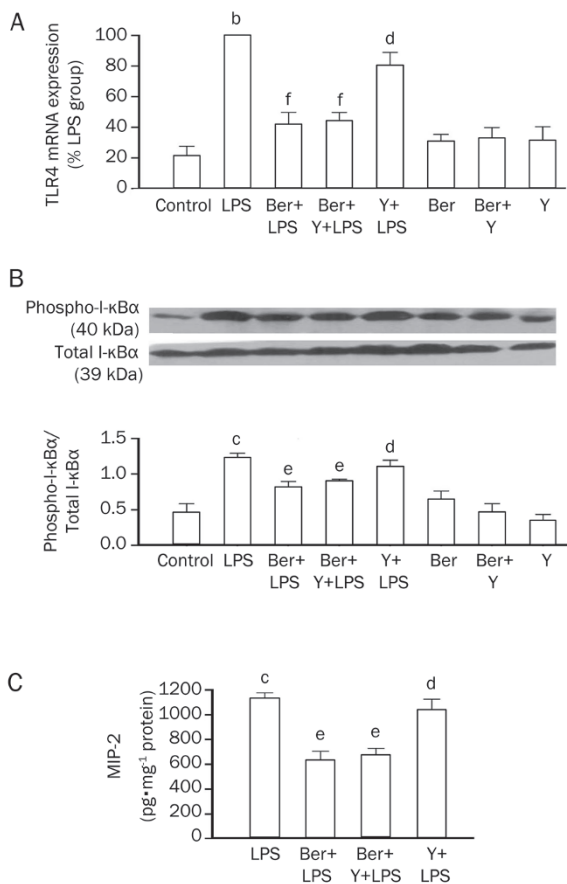 A
TLR4 mRNA expression
(% LPS group)
100
80
60
40
20
0
b
f
f
d
Control LPS Ber+ Ber+ Y+ Ber Ber+ Y
LPS Y+LPS LPS Y
B
Phospho-I-κBα
(40 kDa)
Total I-κBα
(39 kDa)
Phospho-I-κBα/
Total I-κBα
1.5
1.0
0.5
0.0
c
e
e
d
Control LPS Ber+ Ber+ Y+ Ber Ber+ Y
LPS Y+LPS LPS Y
C
MIP-2
(pg•mg⁻¹ protein)
1200
1000
800
600
400
200
0
c
e
e
d
LPS Ber+ Ber+ Y+
LPS Y+LPS LPS